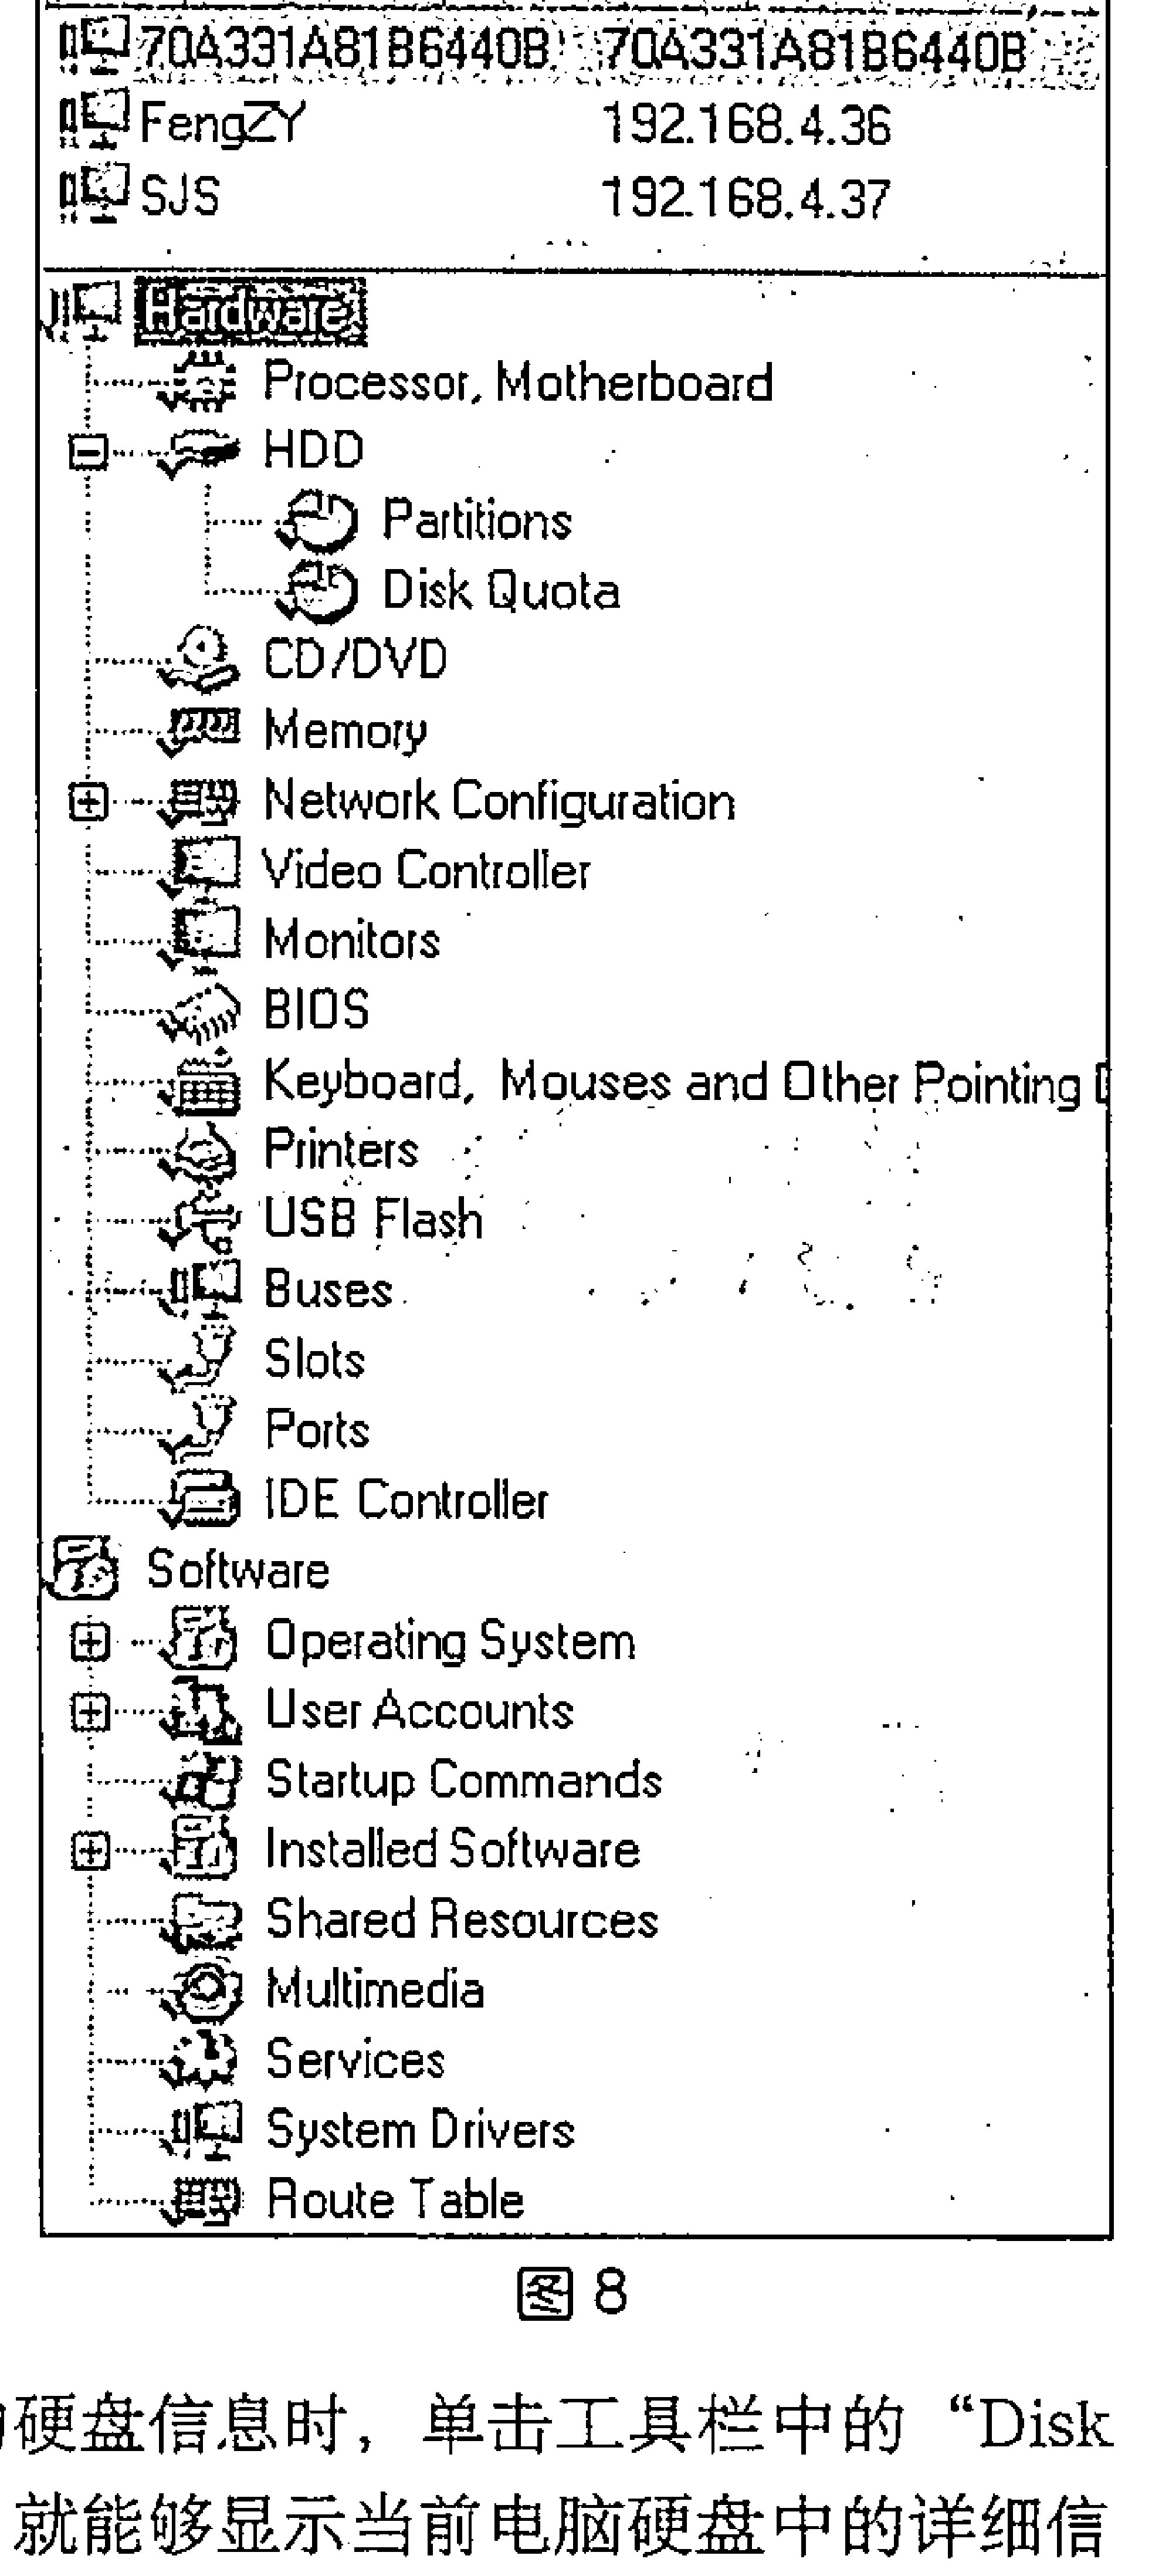 70A331A81B6440B 70A331A81B6440B
FengZY 192.168.4.36
SJS 192.168.4.37
Hardware
Processor, Motherboard
HDD
Partitions
Disk Quota
CD/DVD
Memory
Network Configuration
Video Controller
Monitors
BIOS
Keyboard, Mouses and Other Pointing
Printers
USB Flash
Buses
Slots
Ports
IDE Controller
Software
Operating System
User Accounts
Startup Commands
Installed Software
Shared Resources
Multimedia
Services
System Drivers
Route Table
图 8
硬盘信息时，单击工具栏中的“Disk
就能够显示当前电脑硬盘中的详细信